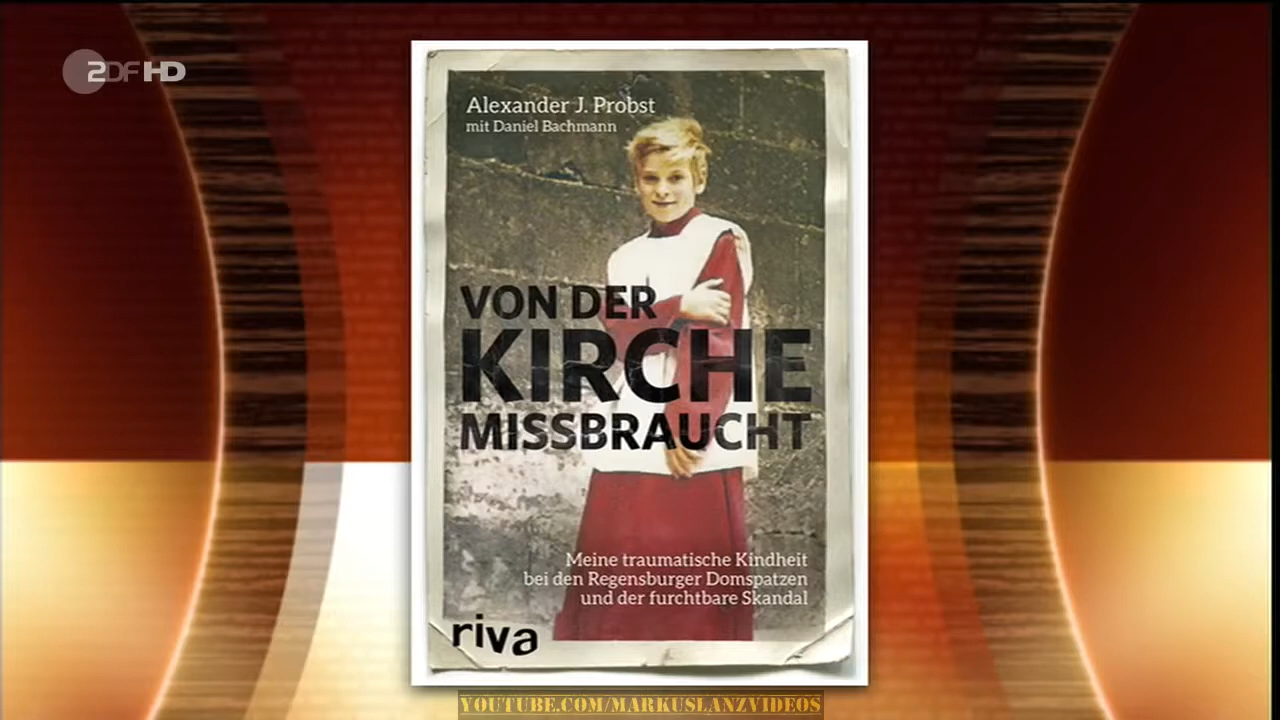 ZDF HD
Alexander J. Probst
mit Daniel Bachmann
VON DER
KIRCHE
MISSBRAUCHT
Meine traumatische Kindheit
bei den Regensburger Domspatzen
und der furchtbare Skandal
riva
YOUTUBE.COM/MARKUSLANZVIDEOS